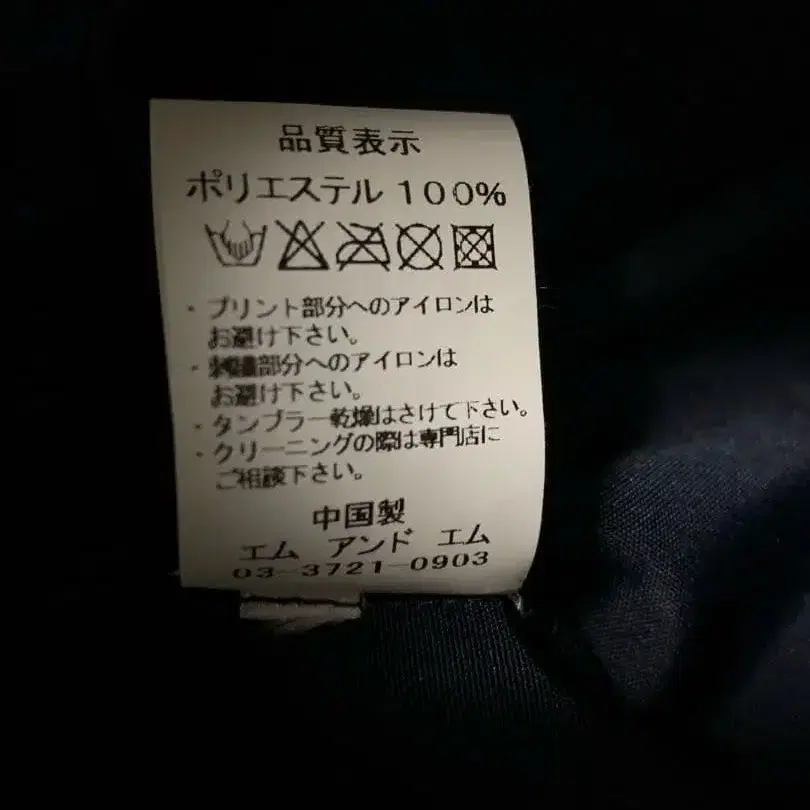 品質表示
ポリエステル 100%
・プリント部分へのアイロンは
お避け下さい。
・刺繍部分へのアイロンは
お避け下さい。
・タンブラー乾燥はさけて下さい。
・クリーニングの際は専門店に
ご相談下さい。
中国製
エム アンド エム
03-3721-0903